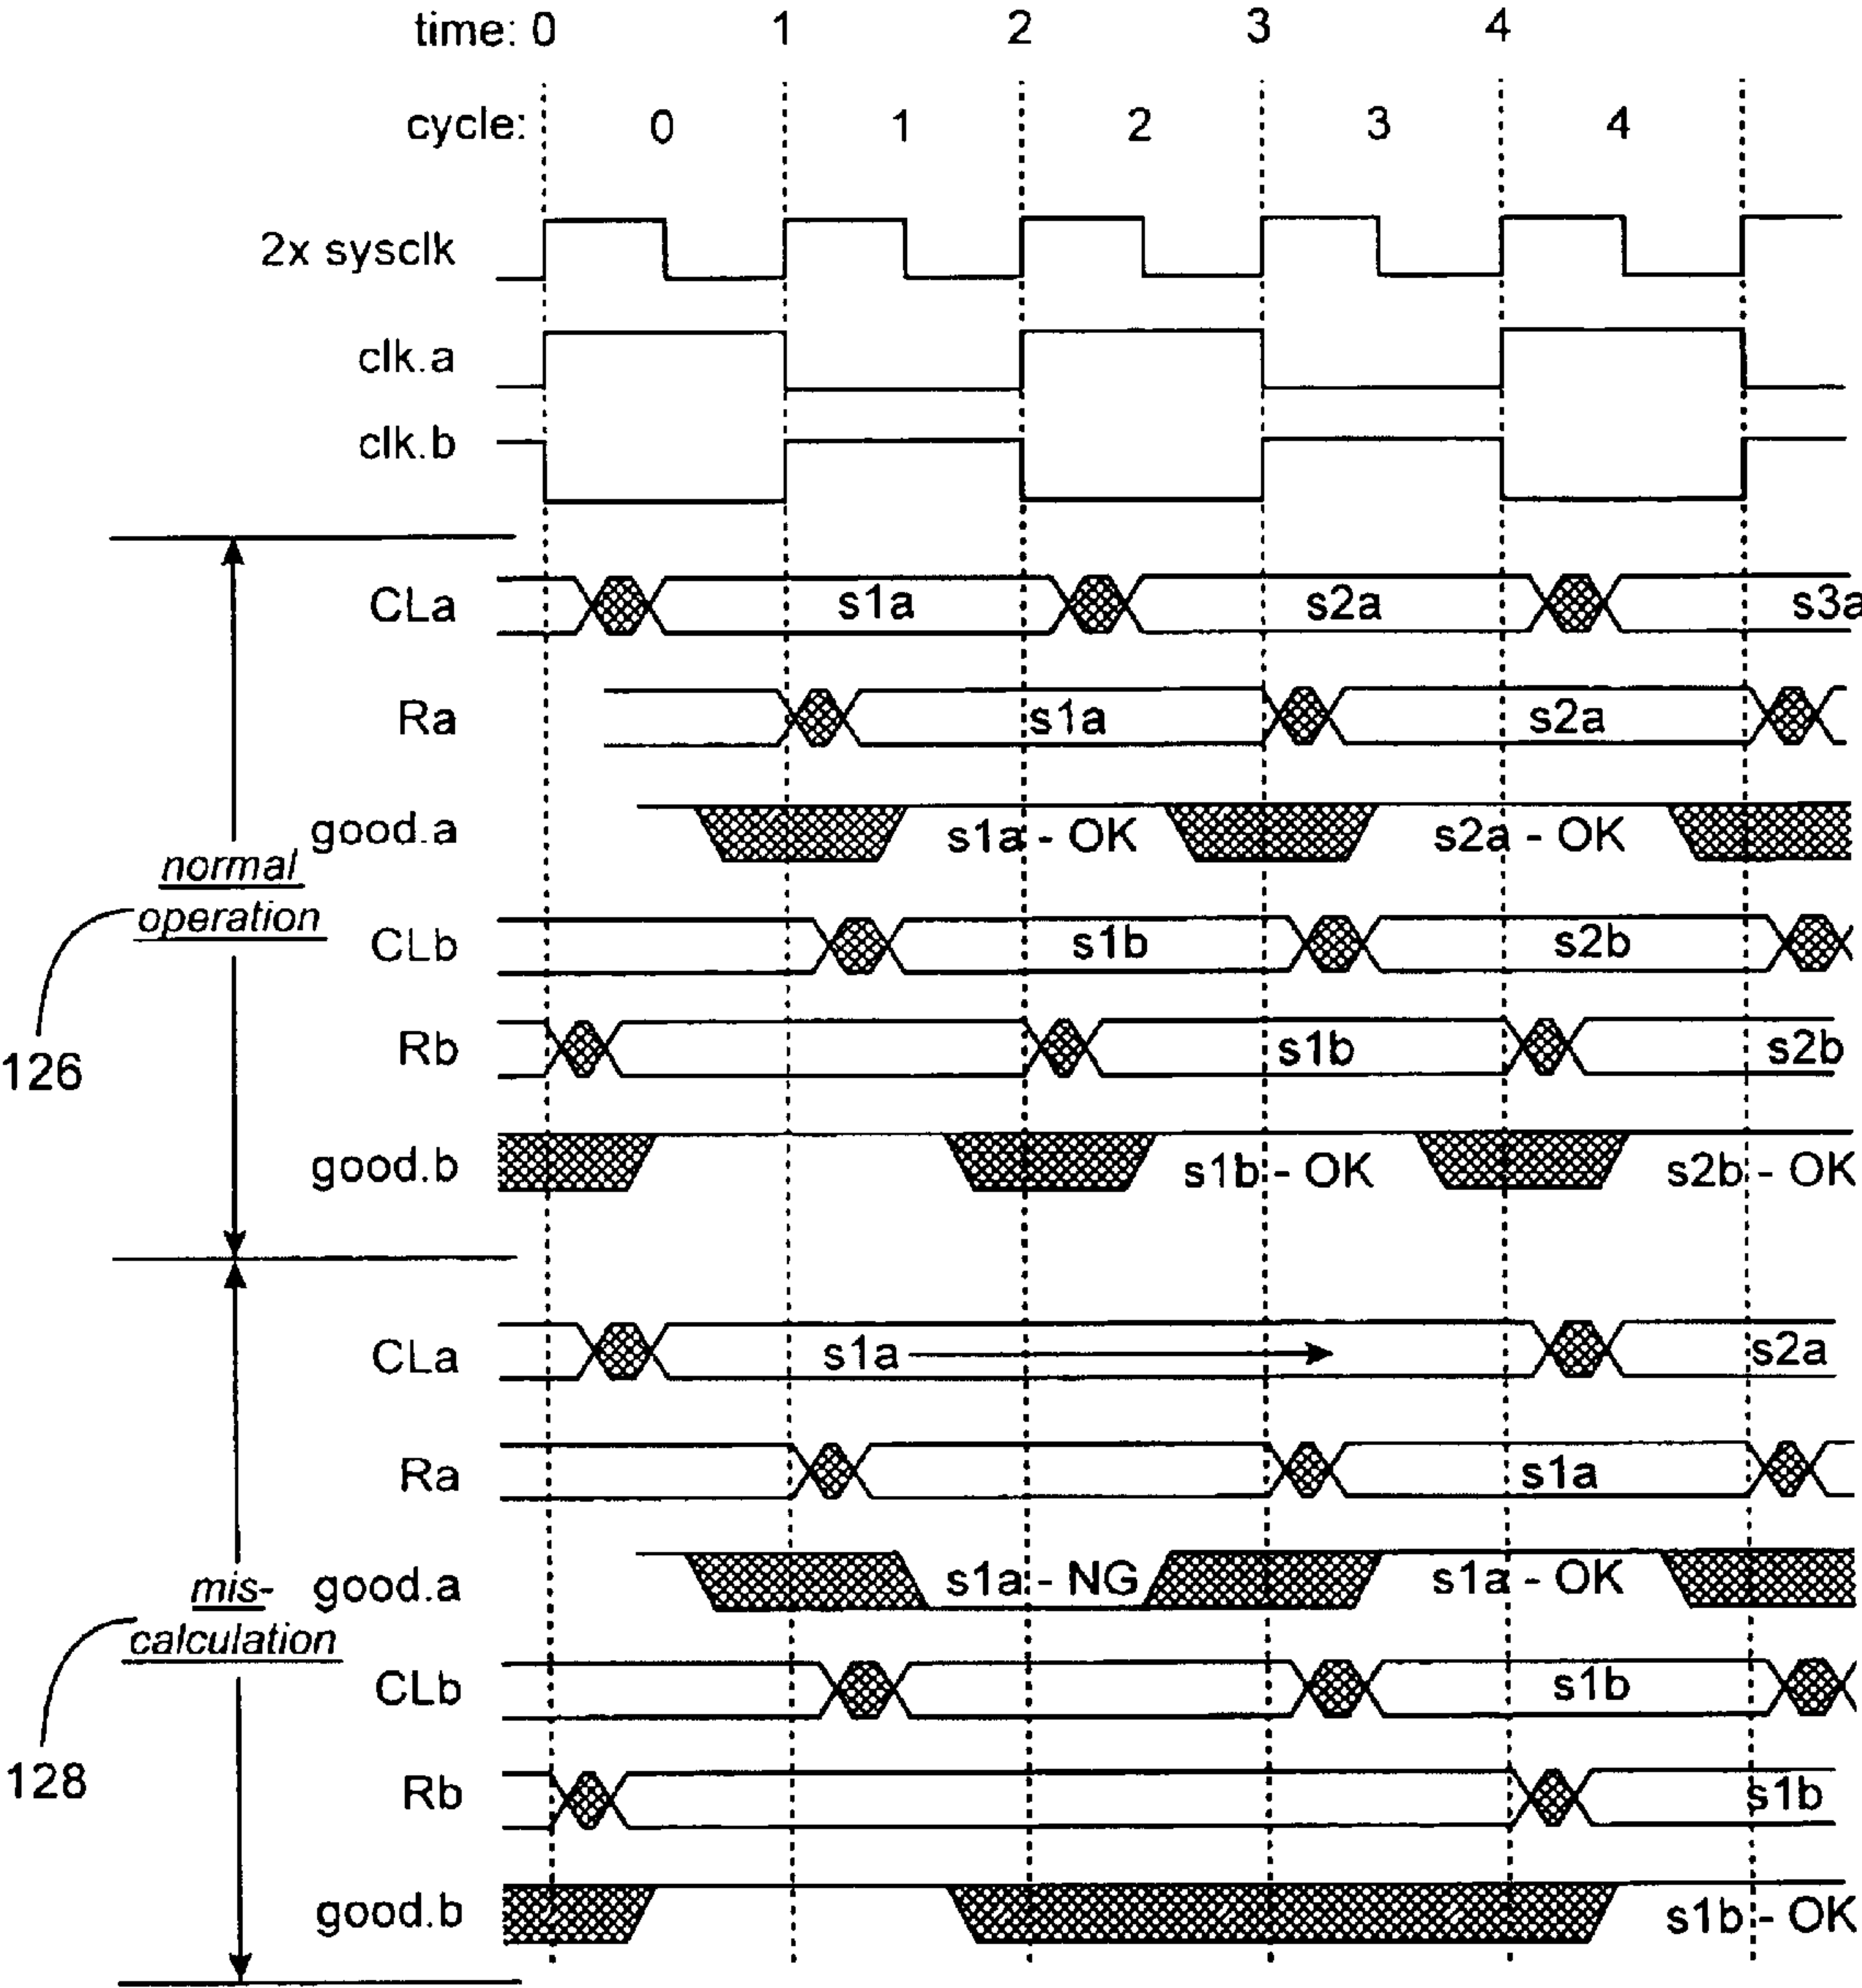 time: 0 1 2 3 4
cycle: 0 1 2 3 4
2x sysclk
clk.a
clk.b
CLa s1a s2a s3a
Ra s1a s2a
good.a s1a - OK s2a - OK
normal
operation
CLb s1b s2b
Rb s1b s2b
126
good.b s1b - OK s2b - OK
CLa s1a s2a
Ra s1a
good.a s1a - NG s1a - OK
mis-
calculation
CLb s1b
128
Rb s1b
good.b s1b - OK